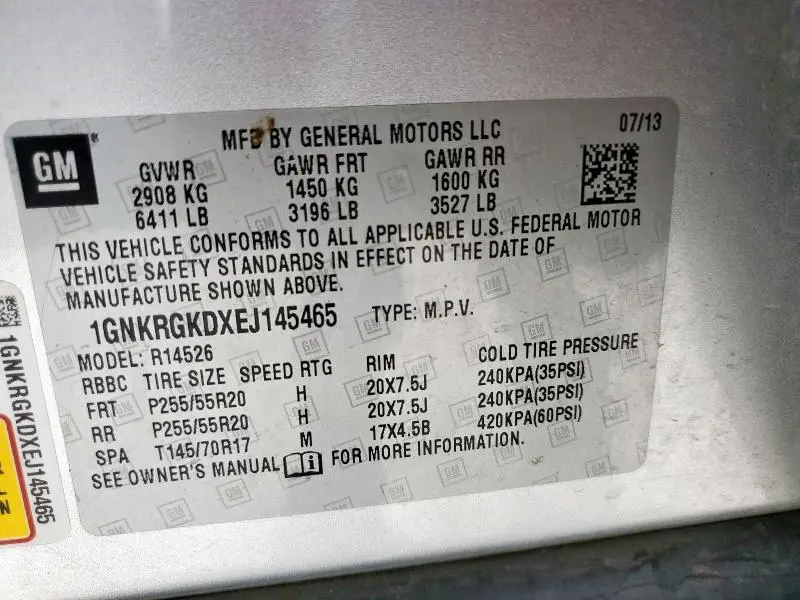 GM
MFD BY GENERAL MOTORS LLC
07/13
GVWR GAWR FRT GAWR RR
2908 KG 1450 KG 1600 KG
6411 LB 3196 LB 3527 LB
THIS VEHICLE CONFORMS TO ALL APPLICABLE U.S. FEDERAL MOTOR
VEHICLE SAFETY STANDARDS IN EFFECT ON THE DATE OF
MANUFACTURE SHOWN ABOVE.
1GNKRGKDXEJ145465 TYPE: M.P.V.
MODEL: R14526
RBBC TIRE SIZE SPEED RTG RIM COLD TIRE PRESSURE
FRT P255/55R20 H 20X7.5J 240KPA(35PSI)
RR P255/55R20 H 20X7.5J 240KPA(35PSI)
SPA T145/70R17 M 17X4.5B 420KPA(60PSI)
SEE OWNER'S MANUAL FOR MORE INFORMATION.
1GNKRGKDXEJ145465